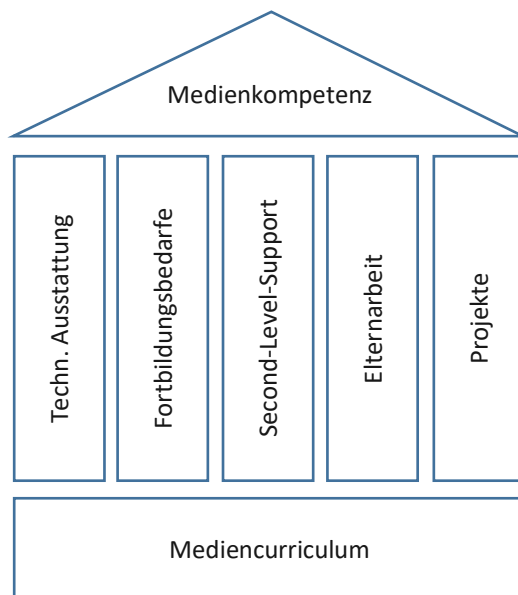 Medienkompetenz
Techn. Ausstattung
Fortbildungsbedarfe
Second-Level-Support
Elternarbeit
Projekte
Mediencurriculum